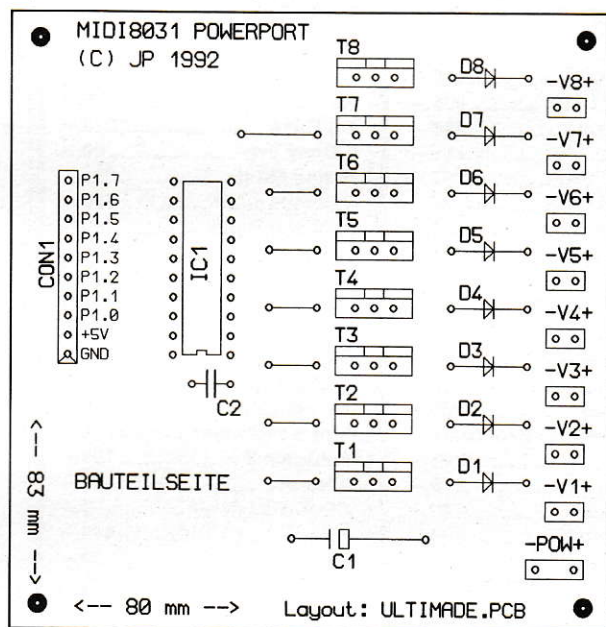 MIDI8031 POWERPORT
(C) JP 1992
T8
D8
-V8+
T7
D7
-V7+
T6
D6
-V6+
T5
D5
-V5+
T4
D4
-V4+
T3
D3
-V3+
T2
D2
-V2+
T1
D1
-V1+
CON1
P1.7
P1.6
P1.5
P1.4
P1.3
P1.2
P1.1
P1.0
+5V
GND
IC1
C2
<-- 83 mm -->
BAUTEILSEITE
C1
-POW+
<-- 80 mm -->
Layout: ULTIMADE.PCB